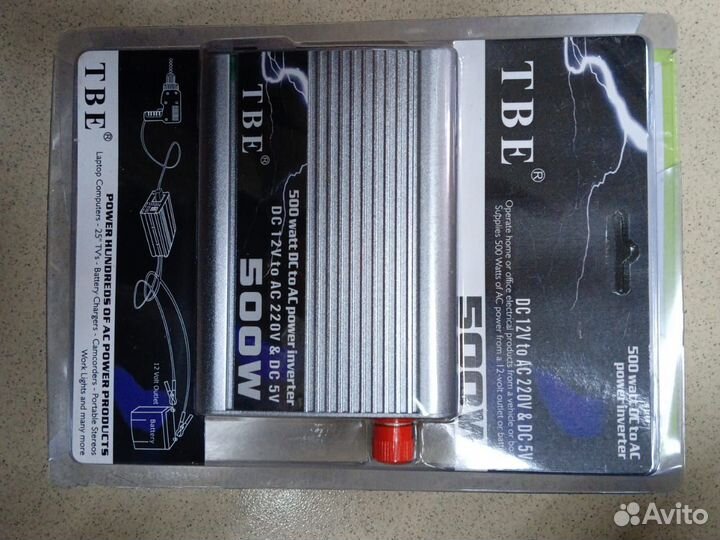 TBE®
500 watt DC to AC
power inverter
DC 12V to AC 220V & DC 5V
Operate home or office electrical products from a vehicle or bo
Supplies 500 Watts of AC power from a 12-volt outlet or batt
500W
TBE®
500 watt DC to AC power inverter
DC 12V to AC 220V & DC 5V
500W
TBE®
12 Volt Outlet
Battery
POWER HUNDREDS OF AC POWER PRODUCTS
Laptop Computers - 25" TV's - Battery Chargers - Camcorders - Portable Stereos
Work Lights and many more
Avito